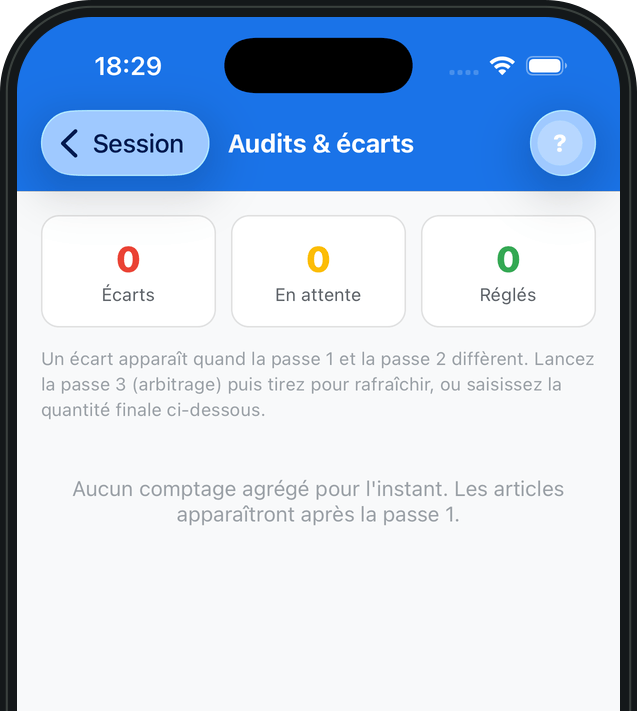 18:29
Session
Audits & écarts
?
0
Écarts
0
En attente
0
Réglés
Un écart apparaît quand la passe 1 et la passe 2 diffèrent. Lancez
la passe 3 (arbitrage) puis tirez pour rafraîchir, ou saisissez la
quantité finale ci-dessous.
Aucun comptage agrégé pour l'instant. Les articles
apparaîtront après la passe 1.